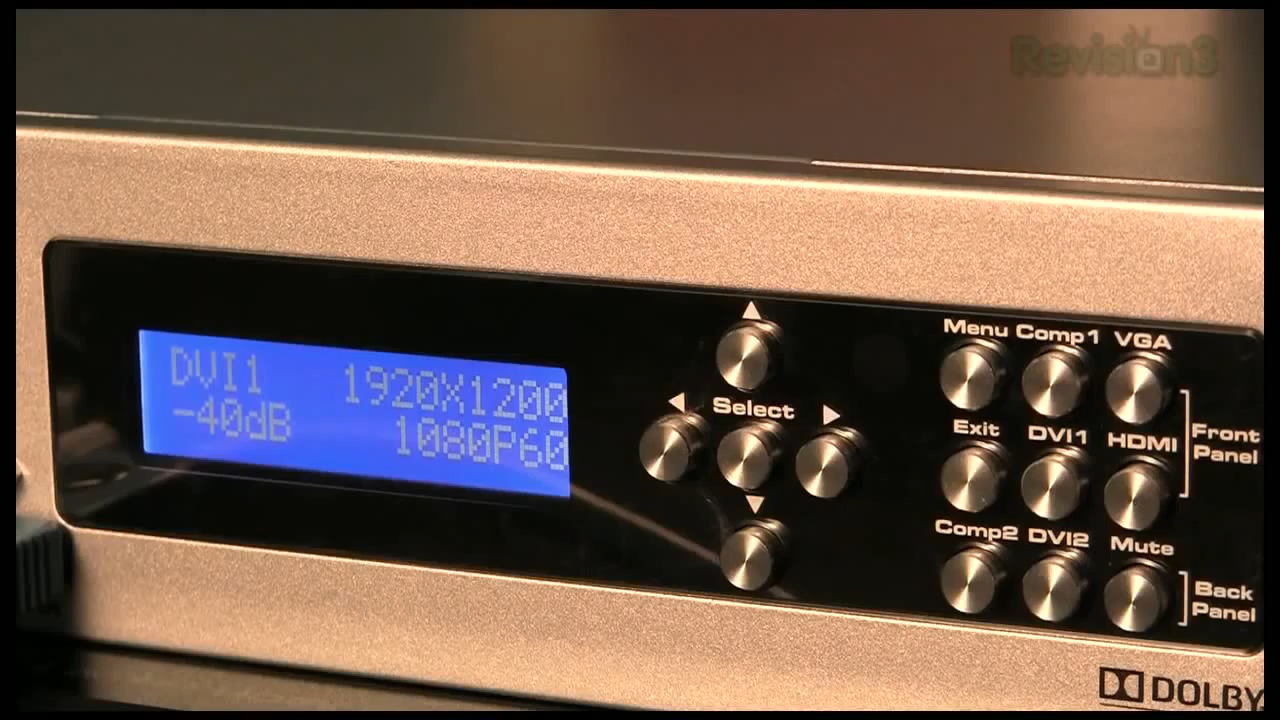 Revision3
DVI1 1920X1200
-40dB 1080P60
▲
◀ Select ▶
▼
Menu Comp1 VGA
Exit DVI1 HDMI
Front
Panel
Comp2 DVI2 Mute
Back
Panel
DOLBY